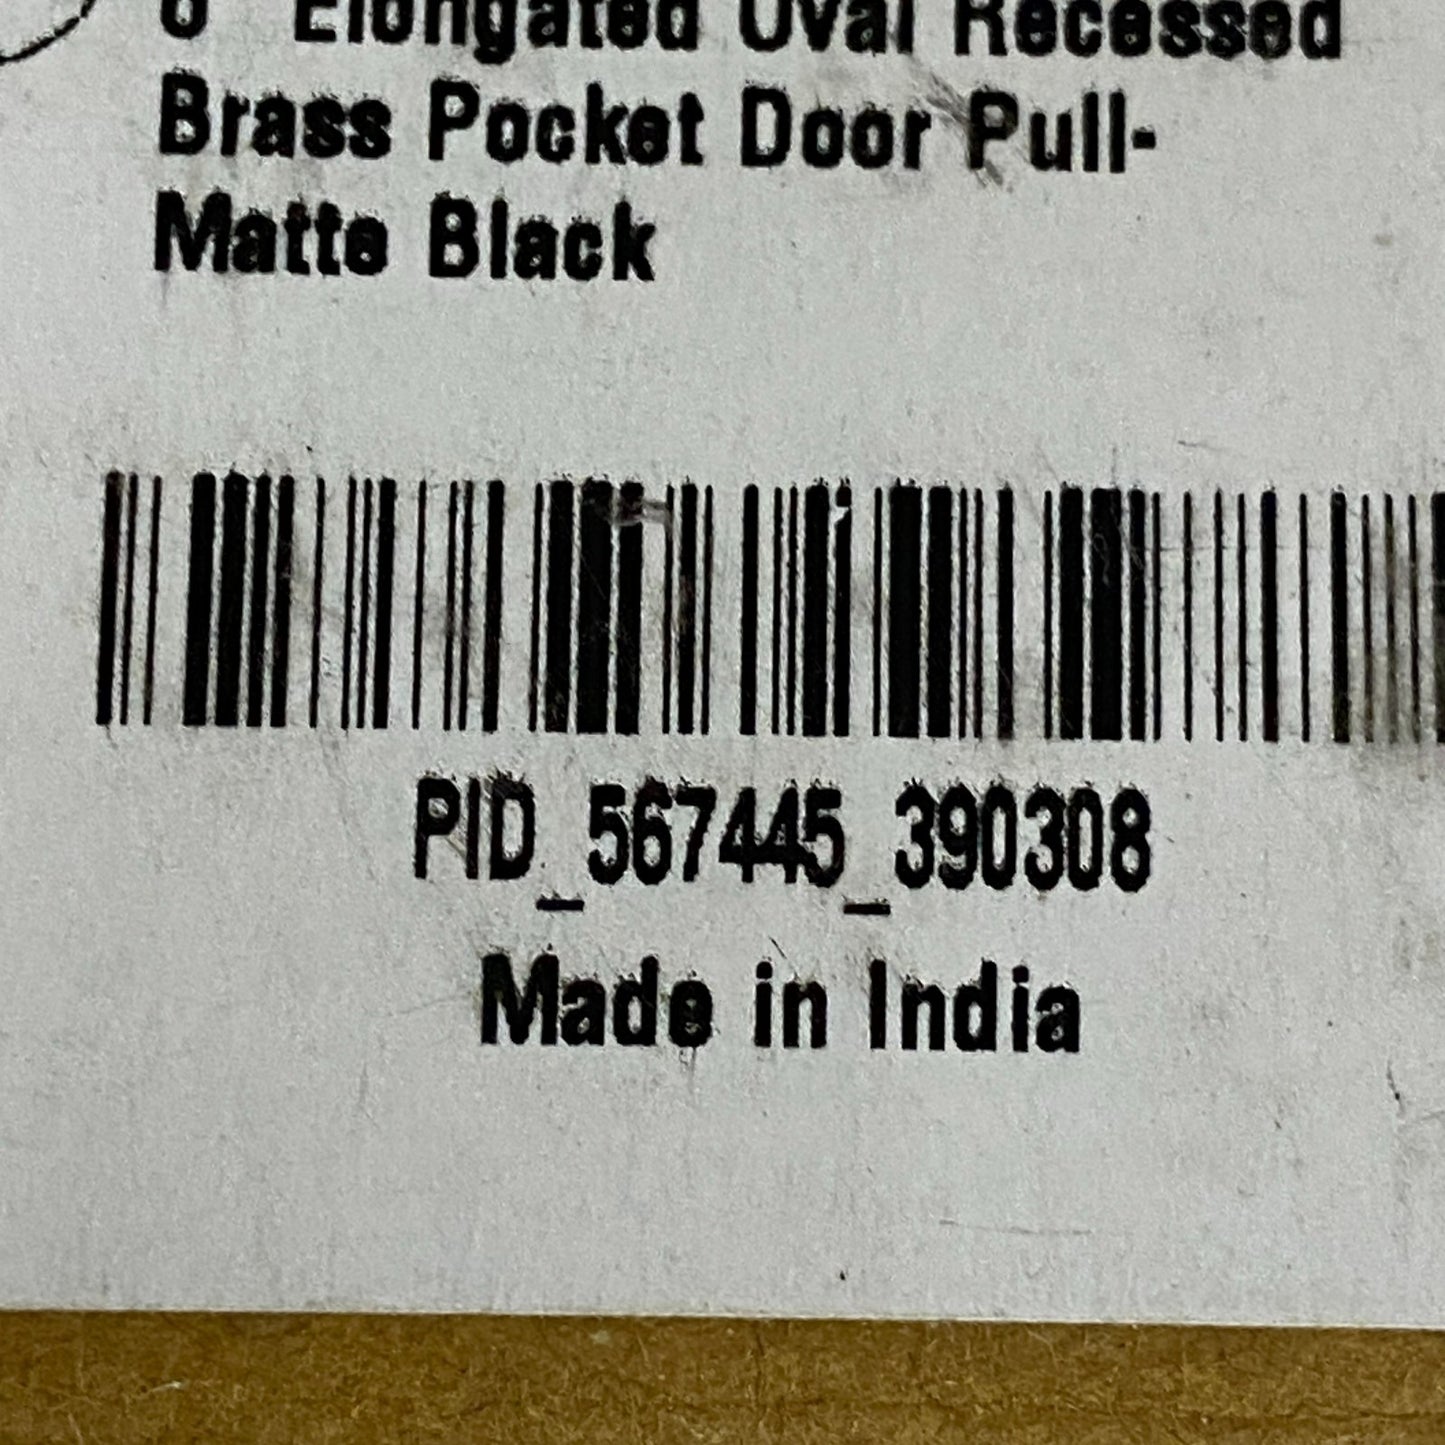 Elongated Oval Recessed
Brass Pocket Door Pull-
Matte Black
PID_567445_390308
Made in India